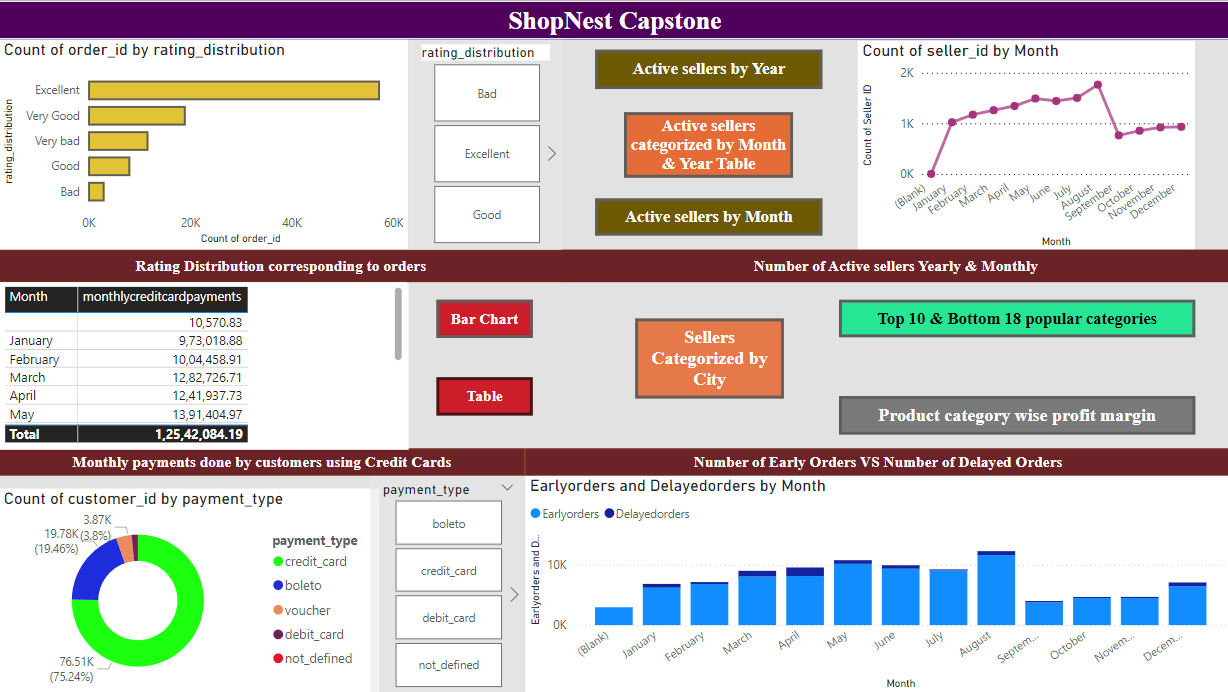 ShopNest Capstone
Count of order_id by rating_distribution
rating_distribution
Excellent
Very Good
Very bad
Good
Bad
0K 20K 40K 60K
Count of order_id
rating_distribution
Bad
Excellent
Good
Active sellers by Year
Active sellers
categorized by Month
& Year Table
Active sellers by Month
Count of seller_id by Month
Count of Seller ID
2K
1K
0K
(Blank) January February March April May June July August September October November December
Month
Rating Distribution corresponding to orders
Number of Active sellers Yearly & Monthly
Month monthlycreditcardpayments
10,570.83
January 9,73,018.88
February 10,04,458.91
March 12,82,726.71
April 12,41,937.73
May 13,91,404.97
Total 1,25,42,084.19
Bar Chart
Table
Sellers
Categorized by
City
Top 10 & Bottom 18 popular categories
Product category wise profit margin
Monthly payments done by customers using Credit Cards
Number of Early Orders VS Number of Delayed Orders
Count of customer_id by payment_type
3.87K
(3.8%)
19.78K
(19.46%)
76.51K
(75.24%)
payment_type
credit_card
boleto
voucher
debit_card
not_defined
payment_type
boleto
credit_card
debit_card
not_defined
Earlyorders and Delayedorders by Month
Earlyorders Delayedorders
Earlyorders and D...
10K
0K
(Blank) January February March April May June July August Septem... October Novem... Decem...
Month